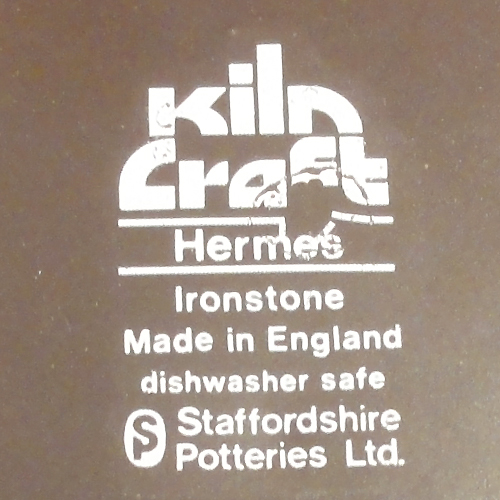 Kiln
Craft
Hermes
Ironstone
Made in England
dishwasher safe
Staffordshire
Potteries Ltd.